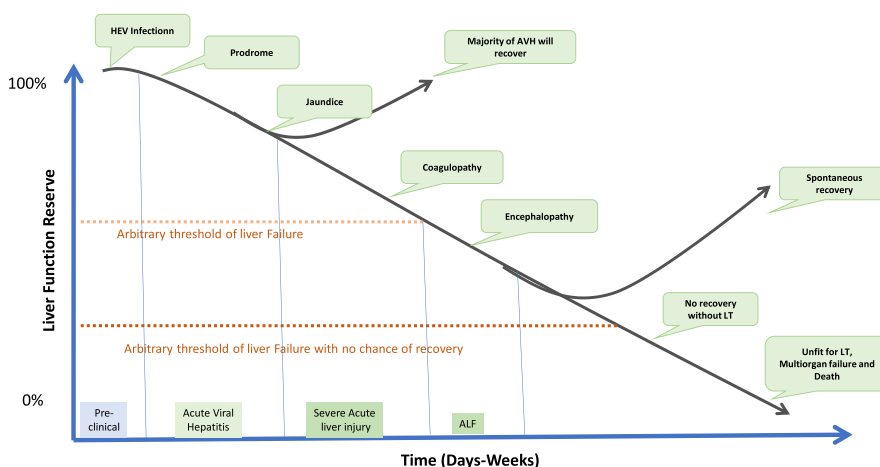 HEV Infectionn
Prodrome
Majority of AVH will
recover
100%
Jaundice
Coagulopathy
Spontaneous
recovery
Encephalopathy
Arbitrary threshold of liver Failure
Liver Function Reserve
No recovery
without LT
Arbitrary threshold of liver Failure with no chance of recovery
Unfit for LT,
Multiorgan failure and
Death
0%
Pre-
clinical
Acute Viral
Hepatitis
Severe Acute
liver injury
ALF
Time (Days-Weeks)